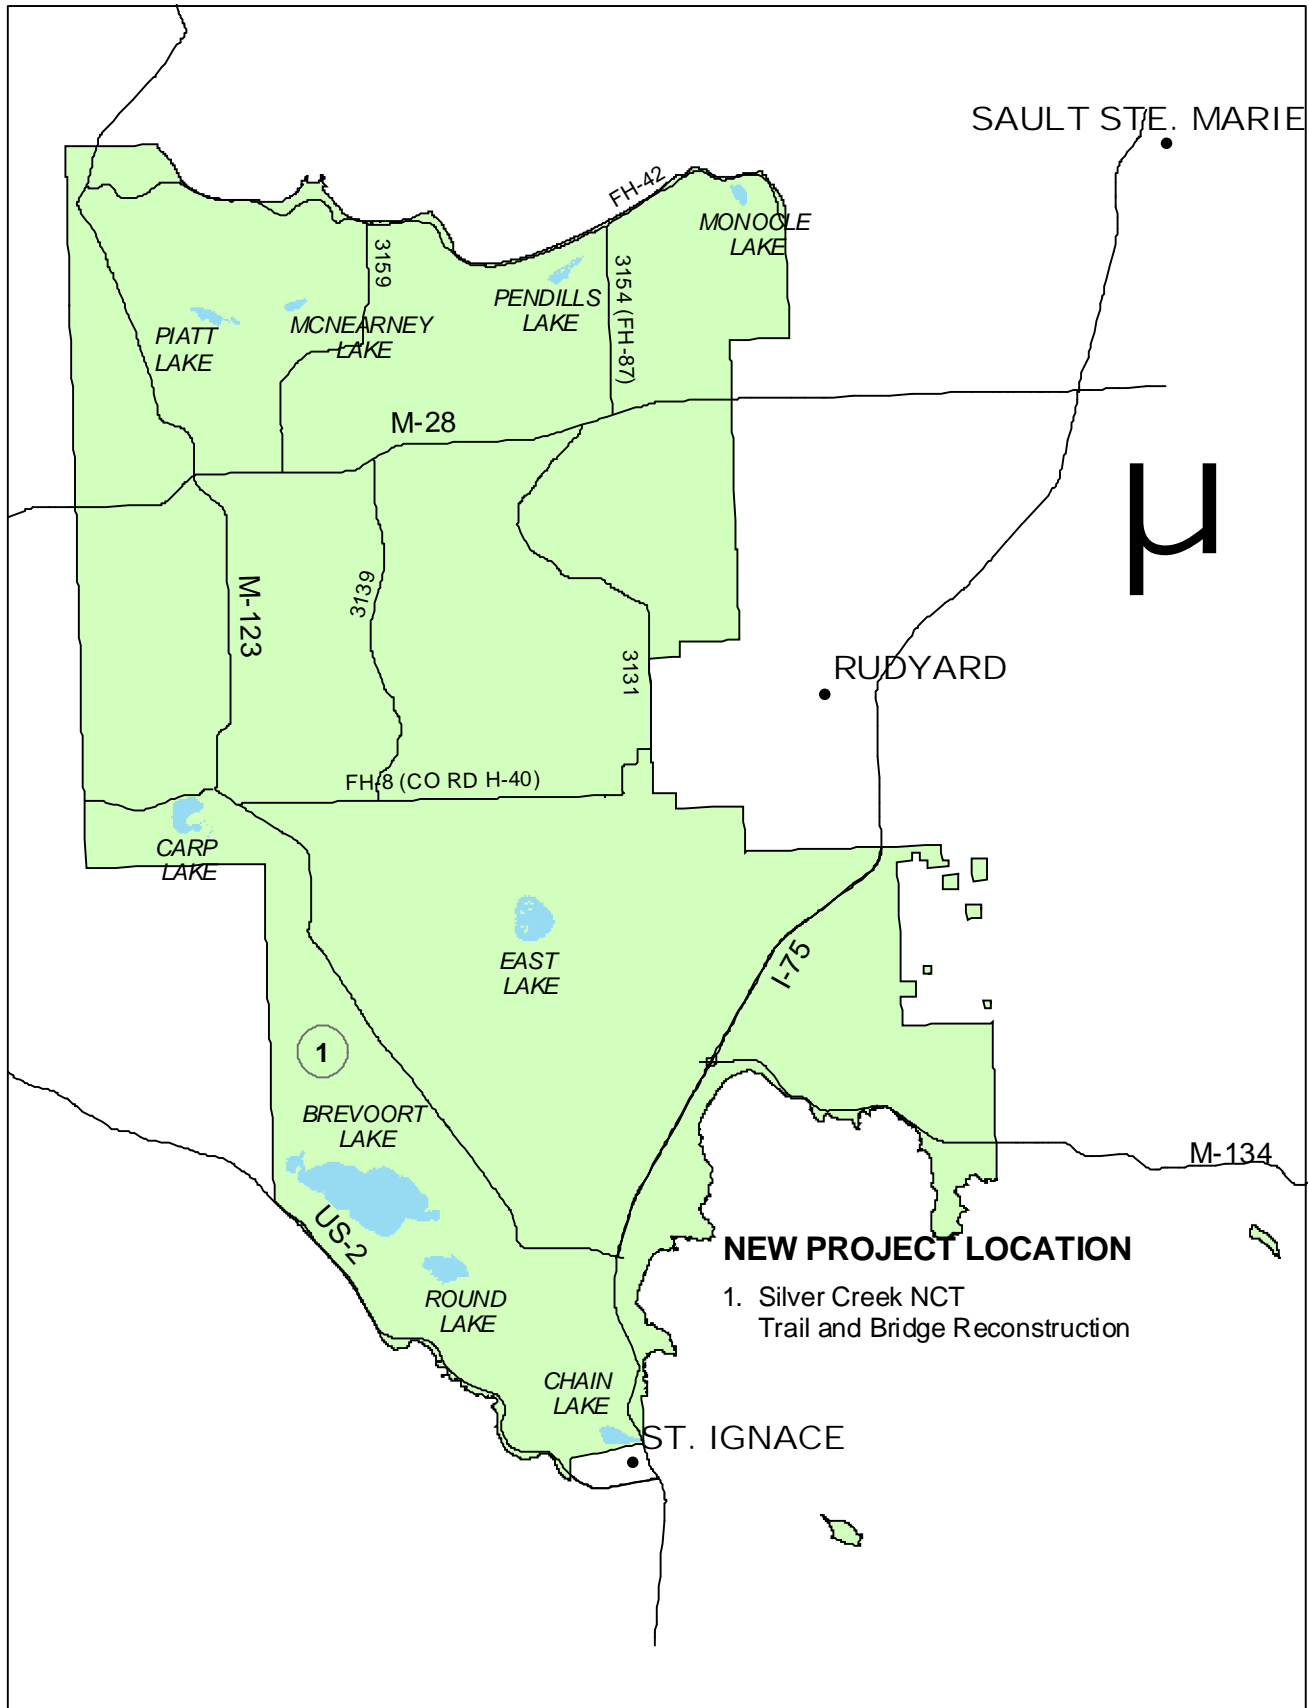 SAULT STE. MARIE
FH-42
MONOCLE
LAKE
3159
3154 (FH-87)
PENDILLS
LAKE
PIATT
LAKE
MCNEARNEY
LAKE
M-28
µ
M-123
3139
3131
RUDYARD
FH-8 (CO RD H-40)
CARP
LAKE
EAST
LAKE
I-75
1
BREVOORT
LAKE
M-134
US-2
NEW PROJECT LOCATION
1. Silver Creek NCT
Trail and Bridge Reconstruction
ROUND
LAKE
CHAIN
LAKE
ST. IGNACE